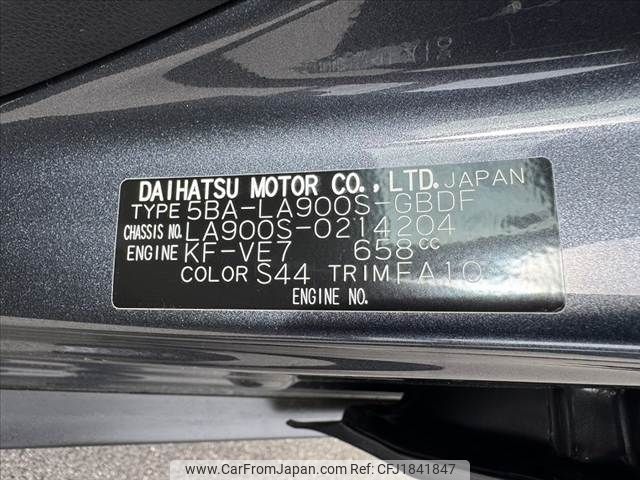 DAIHATSU MOTOR CO., LTD. JAPAN
TYPE 5BA-LA900S-GBDF
CHASSIS NO. LA900S-0214204
ENGINE KF-VE7 658cc
COLOR S44 TRIM FA10
ENGINE NO.
www.CarFromJapan.com | Ref. No: CFJ1841847